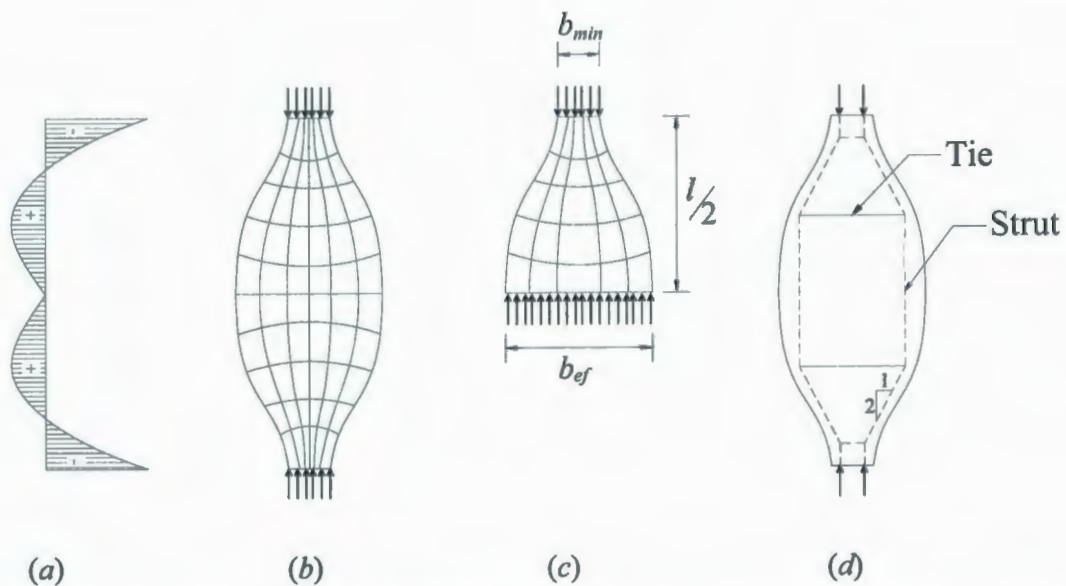 b_min
Tie
Strut
l/2
b_ef
+
+
-
-
1
2
(a)
(b)
(c)
(d)